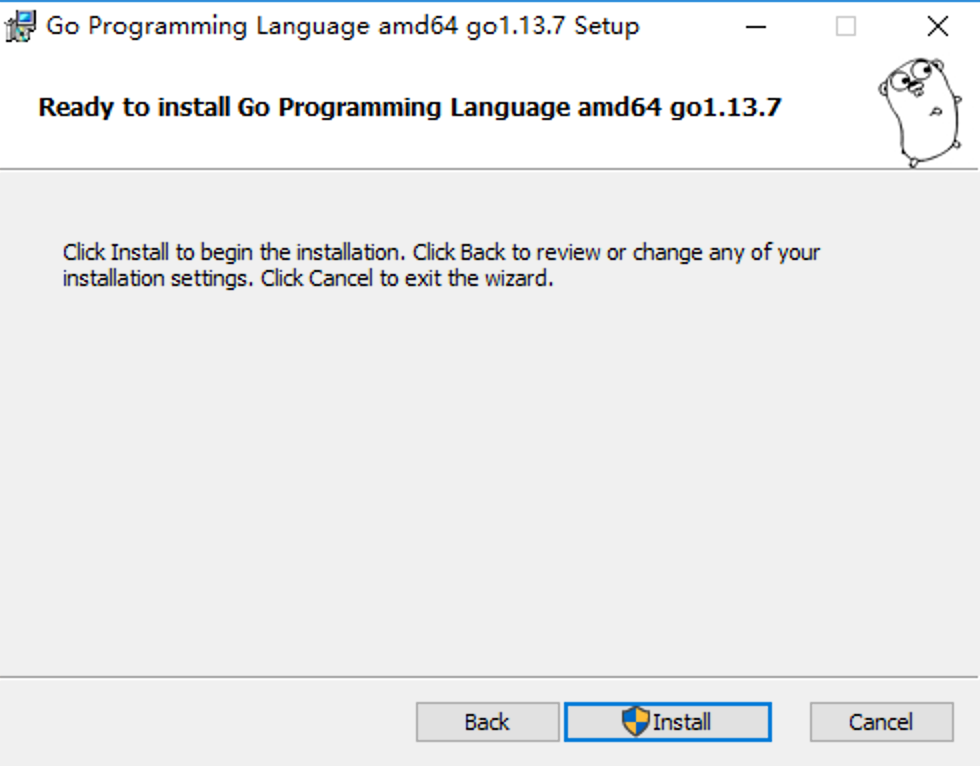 Go Programming Language amd64 go1.13.7 Setup
Ready to install Go Programming Language amd64 go1.13.7
Click Install to begin the installation. Click Back to review or change any of your
installation settings. Click Cancel to exit the wizard.
Back
Install
Cancel